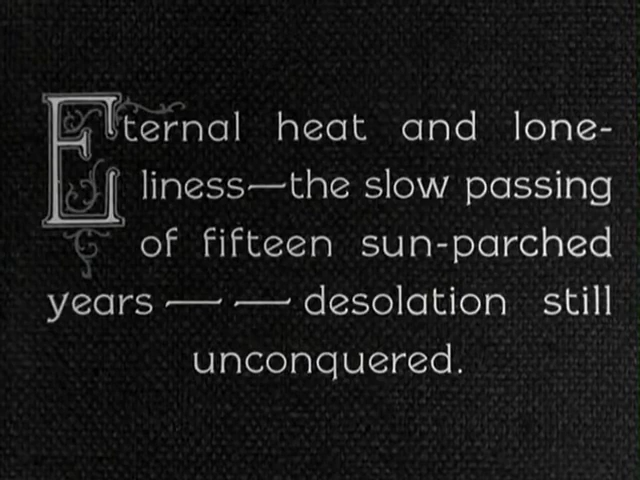 Eternal heat and lone-
liness—the slow passing
of fifteen sun-parched
years — — desolation still
unconquered.